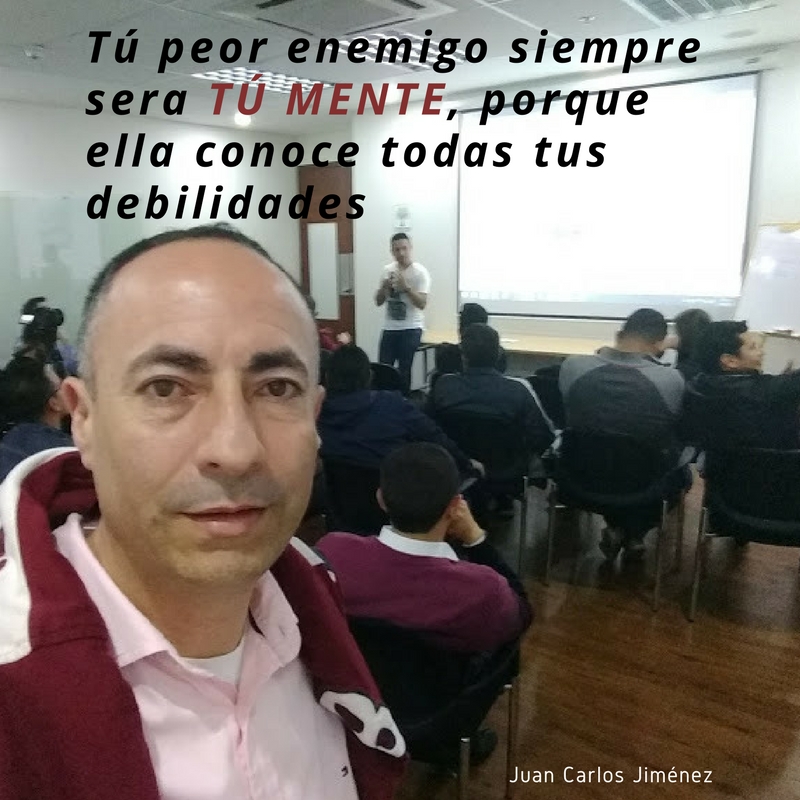 Tú peor enemigo siempre
sera TÚ MENTE, porque
ella conoce todas tus
debilidades
Juan Carlos Jiménez